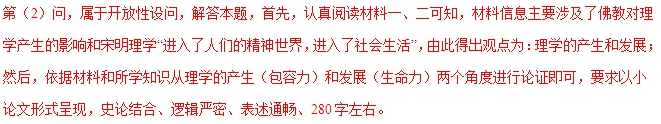 第（2）问，属于开放性设问，解答本题，首先，认真阅读材料一、二可知，材料信息主要涉及了佛教对理
学产生的影响和宋明理学“进入了人们的精神世界，进入了社会生活”，由此得出观点为：理学的产生和发展；
然后，依据材料和所学知识从理学的产生（包容力）和发展（生命力）两个角度进行论证即可，要求以小
论文形式呈现，史论结合、逻辑严密、表述通畅、280字左右。